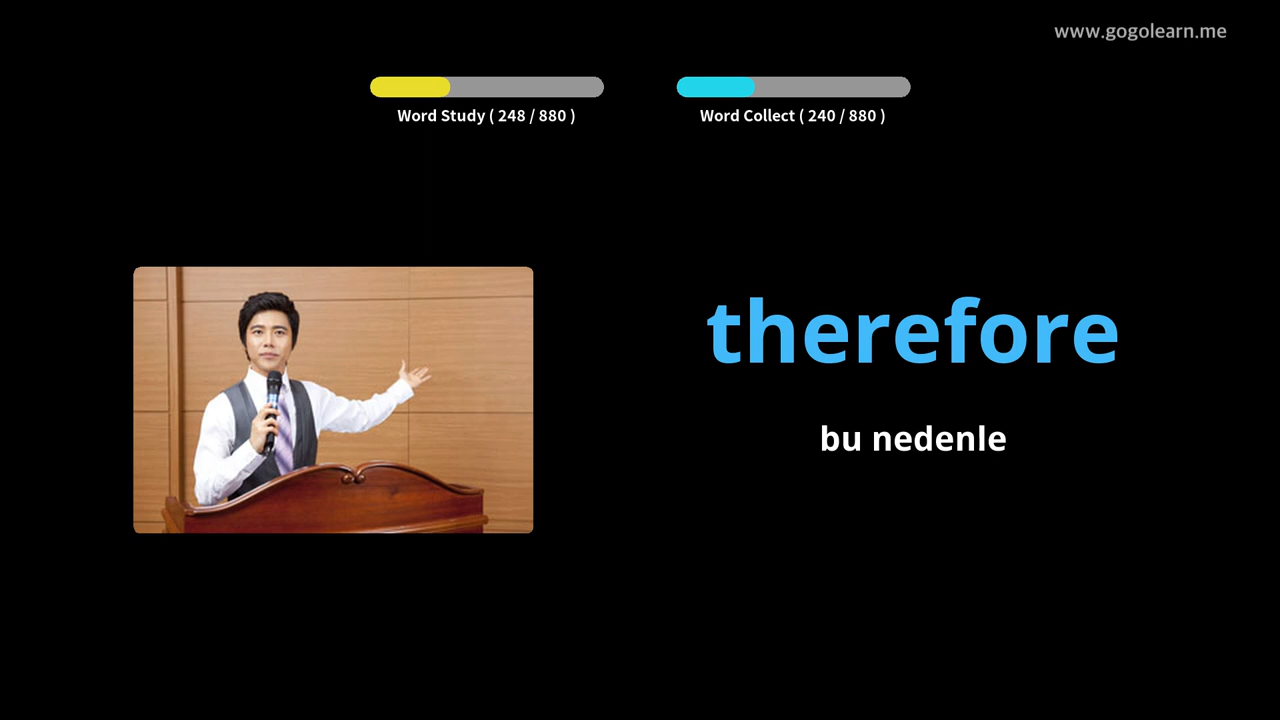 www.gogolearn.me
Word Study ( 248 / 880 )
Word Collect ( 240 / 880 )
therefore
bu nedenle